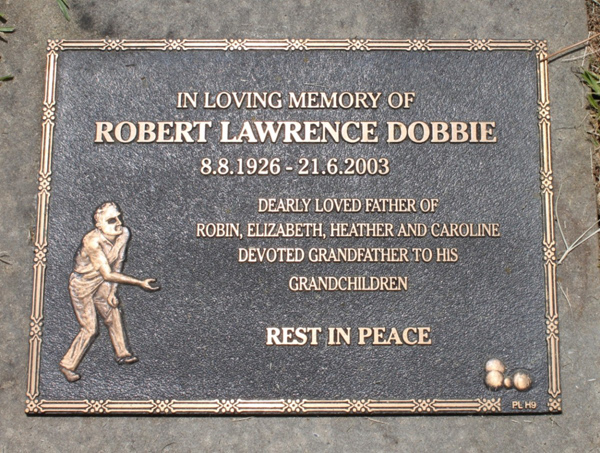 IN LOVING MEMORY OF
ROBERT LAWRENCE DOBBIE
8.8.1926 - 21.6.2003
DEARLY LOVED FATHER OF
ROBIN, ELIZABETH, HEATHER AND CAROLINE
DEVOTED GRANDFATHER TO HIS
GRANDCHILDREN
REST IN PEACE
PL H9